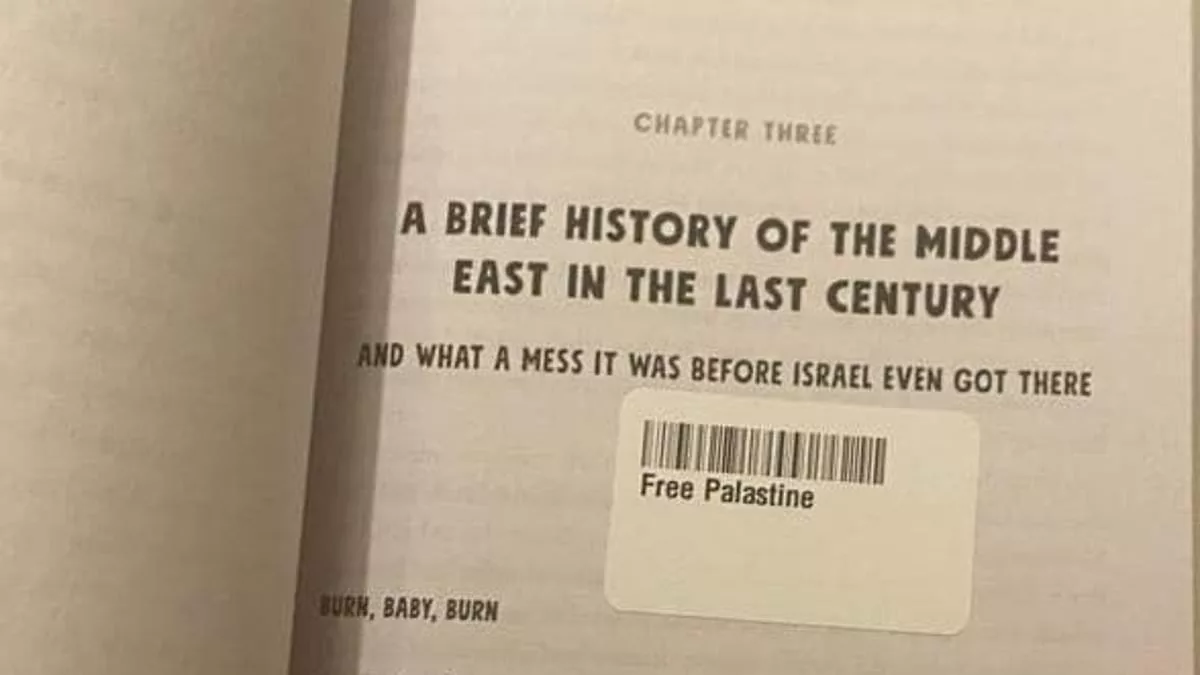 CHAPTER THREE
A BRIEF HISTORY OF THE MIDDLE
EAST IN THE LAST CENTURY
AND WHAT A MESS IT WAS BEFORE ISRAEL EVEN GOT THERE
Free Palastine
BURN, BABY, BURN